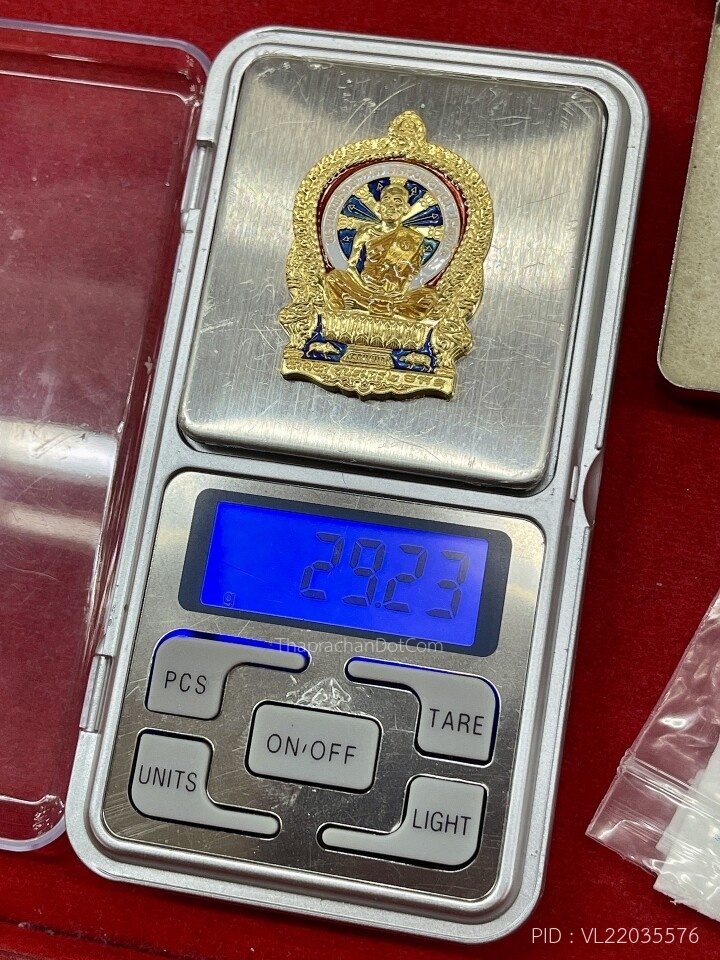 29.23
g
ThaprachanDotCom
PCS
TARE
ON/OFF
UNITS
LIGHT
PID : VL22035576